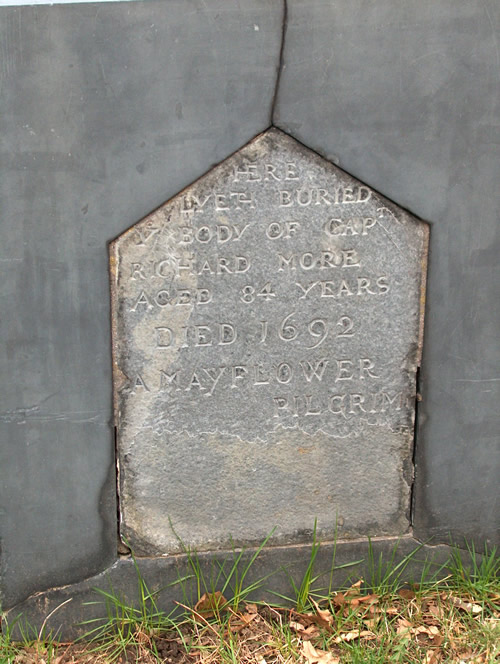 HERE
LYETH BURIED
Y BODY OF CAPT
RICHARD MORE
AGED 84 YEARS
DIED 1692
A MAYFLOWER
PILGRIM